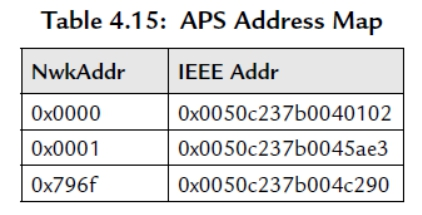 Table 4.15: APS Address Map
NwkAddr IEEE Addr
0x0000 0x0050c237b0040102
0x0001 0x0050c237b0045ae3
0x796f 0x0050c237b004c290